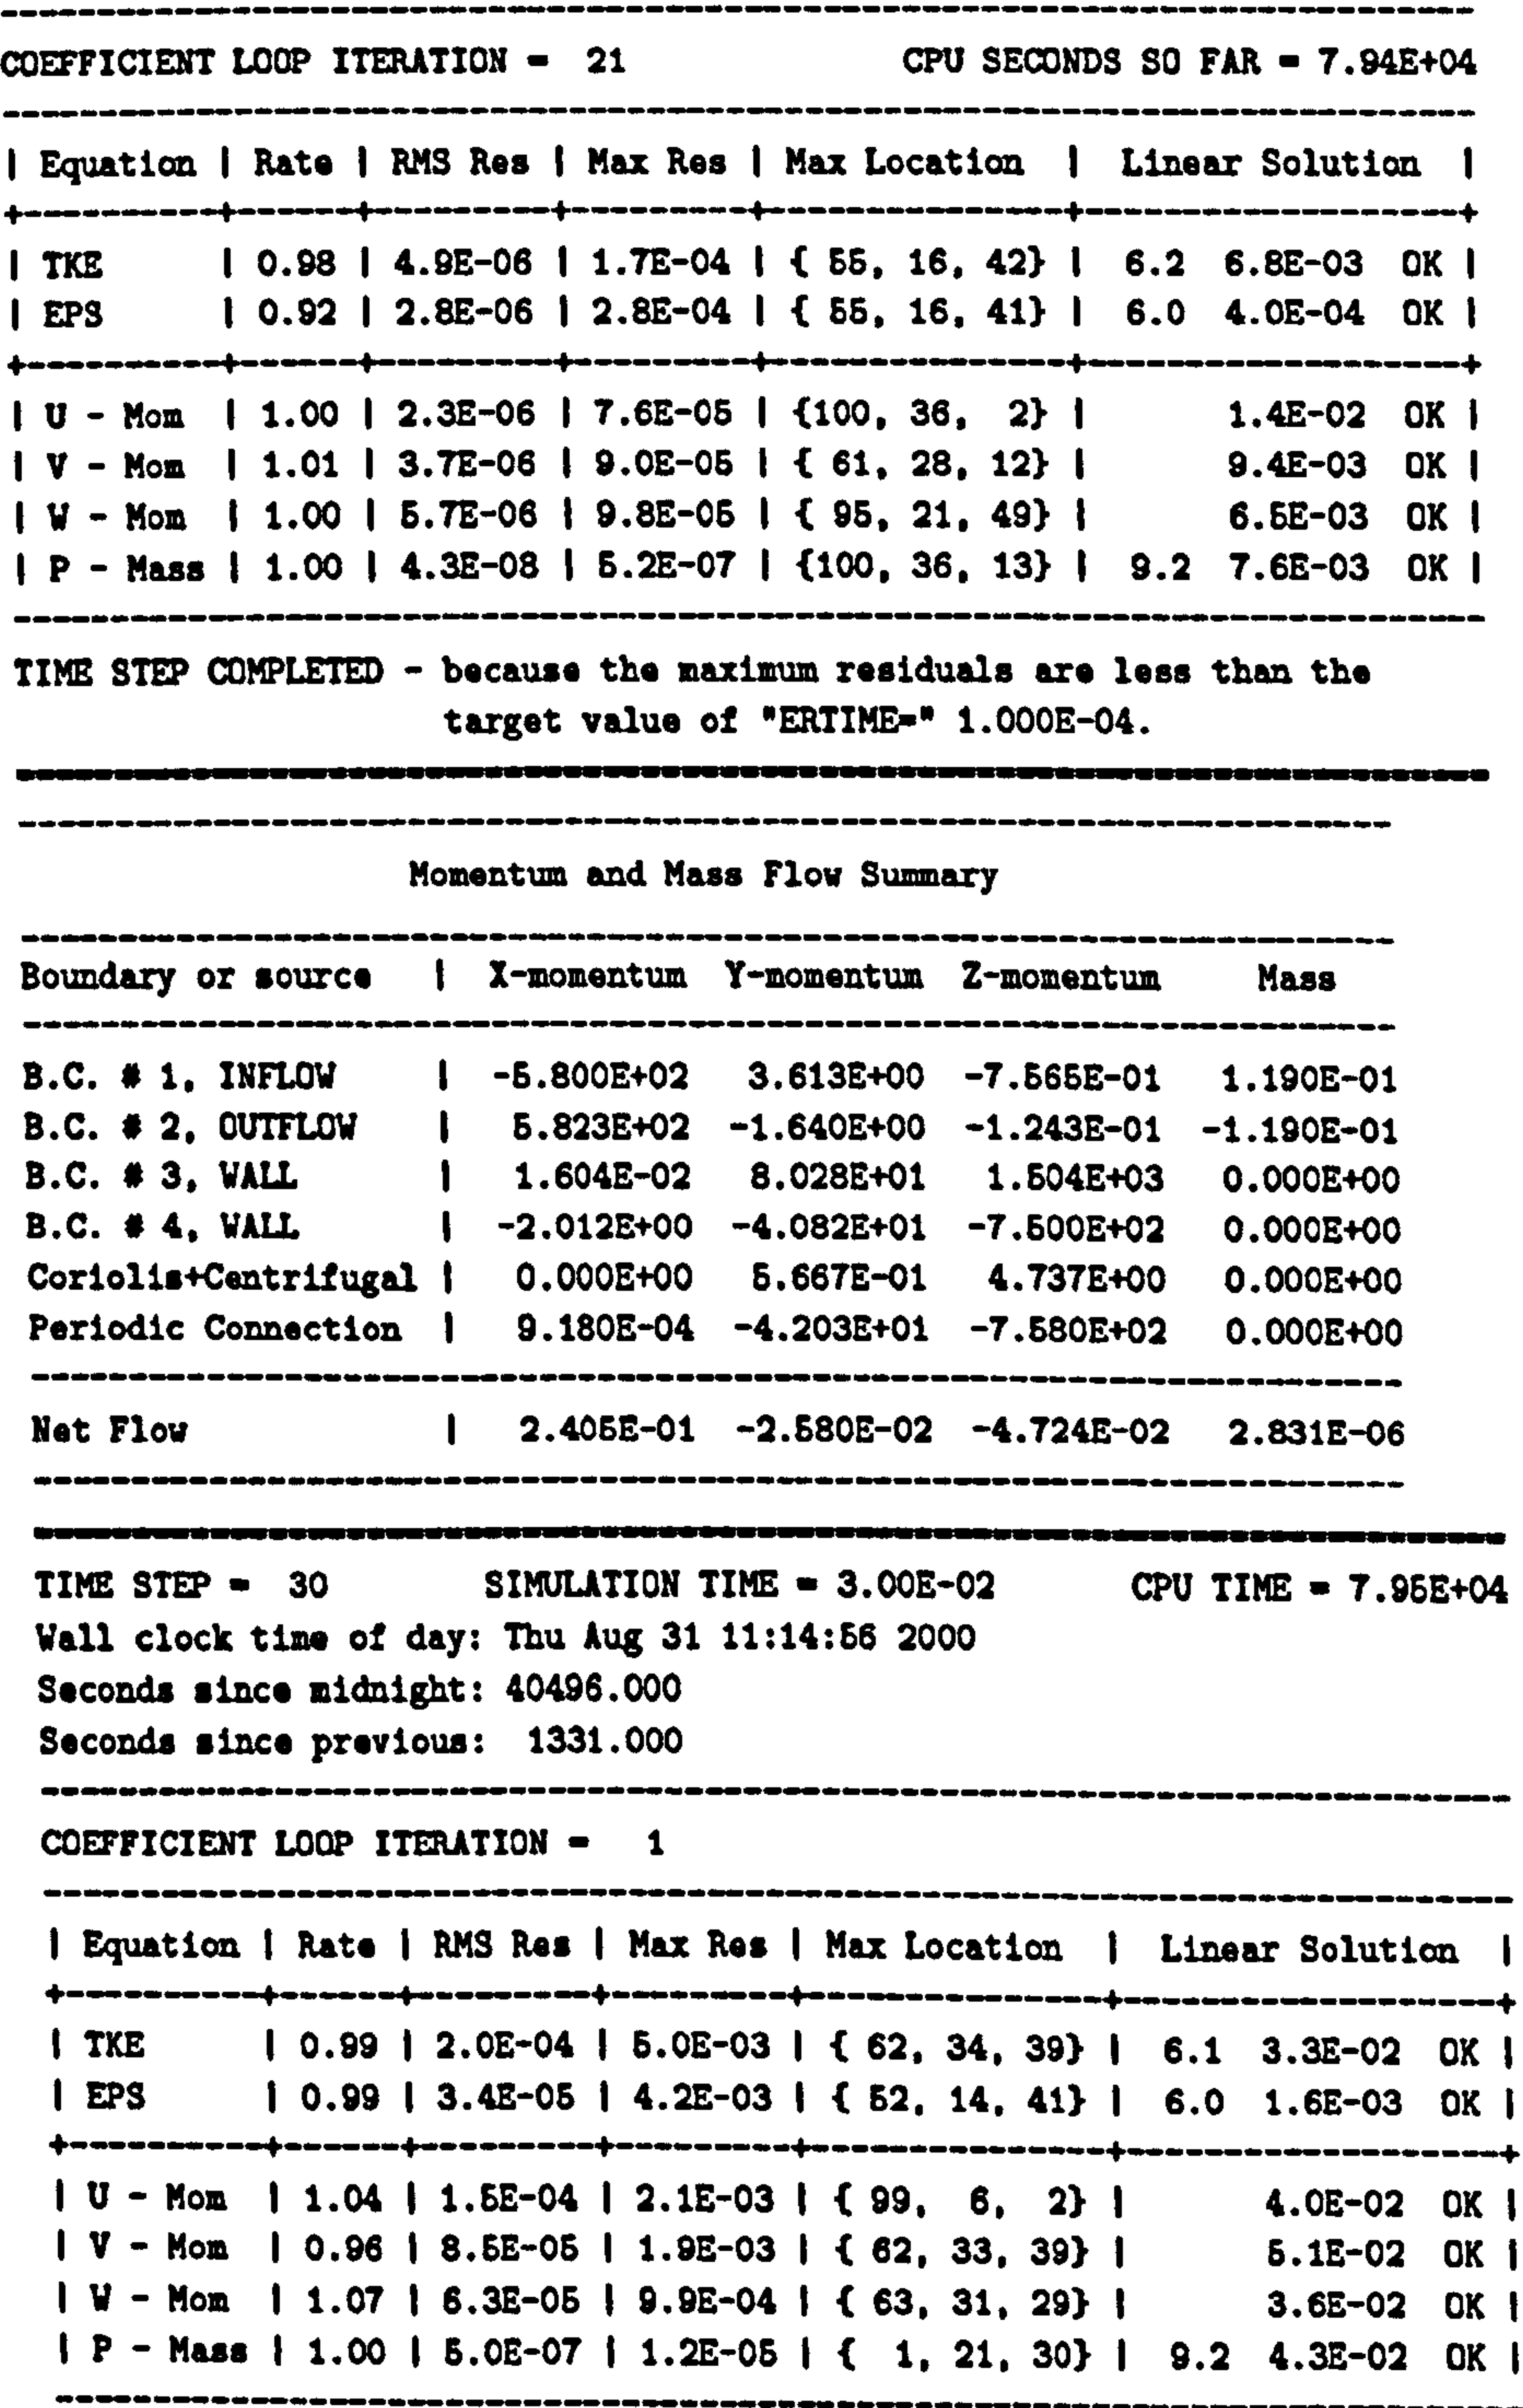 COEFFICIENT LOOP ITERATION = 21 CPU SECONDS SO FAR = 7.94E+04
| Equation | Rate | RMS Res | Max Res | Max Location | Linear Solution |
+----------+------+---------+---------+----------------+-------------------+
| TKE | 0.98 | 4.9E-06 | 1.7E-04 | { 55, 16, 42} | 6.2 6.8E-03 OK |
| EPS | 0.92 | 2.8E-06 | 2.8E-04 | { 55, 16, 41} | 6.0 4.0E-04 OK |
+----------+------+---------+---------+----------------+-------------------+
| U - Mom | 1.00 | 2.3E-06 | 7.6E-05 | {100, 36, 2} | 1.4E-02 OK |
| V - Mom | 1.01 | 3.7E-06 | 9.0E-05 | { 61, 28, 12} | 9.4E-03 OK |
| W - Mom | 1.00 | 5.7E-06 | 9.8E-05 | { 95, 21, 49} | 6.5E-03 OK |
| P - Mass | 1.00 | 4.3E-08 | 5.2E-07 | {100, 36, 13} | 9.2 7.6E-03 OK |
TIME STEP COMPLETED - because the maximum residuals are less than the
target value of "ERTIME=" 1.000E-04.
Momentum and Mass Flow Summary
Boundary or source | X-momentum Y-momentum Z-momentum Mass
B.C. # 1, INFLOW | -5.800E+02 3.613E+00 -7.565E-01 1.190E-01
B.C. # 2, OUTFLOW | 5.823E+02 -1.640E+00 -1.243E-01 -1.190E-01
B.C. # 3, WALL | 1.604E-02 8.028E+01 1.504E+03 0.000E+00
B.C. # 4, WALL | -2.012E+00 -4.082E+01 -7.500E+02 0.000E+00
Coriolis+Centrifugal | 0.000E+00 5.667E-01 4.737E+00 0.000E+00
Periodic Connection | 9.180E-04 -4.203E+01 -7.580E+02 0.000E+00
Net Flow | 2.405E-01 -2.580E-02 -4.724E-02 2.831E-06
TIME STEP = 30 SIMULATION TIME = 3.00E-02 CPU TIME = 7.95E+04
Wall clock time of day: Thu Aug 31 11:14:56 2000
Seconds since midnight: 40496.000
Seconds since previous: 1331.000
COEFFICIENT LOOP ITERATION = 1
| Equation | Rate | RMS Res | Max Res | Max Location | Linear Solution |
+----------+------+---------+---------+----------------+-------------------+
| TKE | 0.99 | 2.0E-04 | 5.0E-03 | { 62, 34, 39} | 6.1 3.3E-02 OK |
| EPS | 0.99 | 3.4E-05 | 4.2E-03 | { 52, 14, 41} | 6.0 1.6E-03 OK |
+----------+------+---------+---------+----------------+-------------------+
| U - Mom | 1.04 | 1.5E-04 | 2.1E-03 | { 99, 6, 2} | 4.0E-02 OK |
| V - Mom | 0.96 | 8.5E-05 | 1.9E-03 | { 62, 33, 39} | 5.1E-02 OK |
| W - Mom | 1.07 | 6.3E-05 | 9.9E-04 | { 63, 31, 29} | 3.6E-02 OK |
| P - Mass | 1.00 | 5.0E-07 | 1.2E-05 | { 1, 21, 30} | 9.2 4.3E-02 OK |